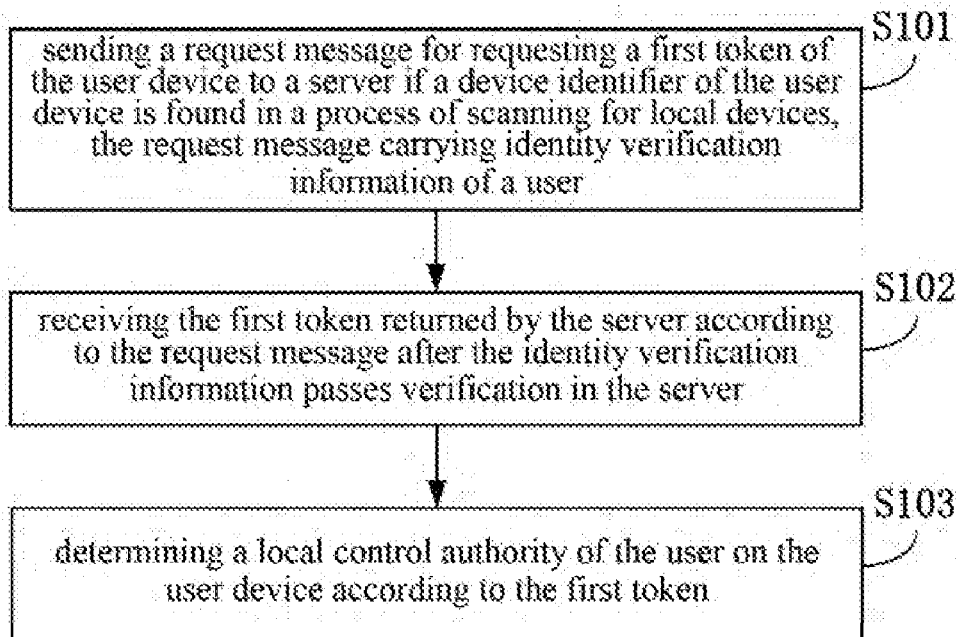 S101
sending a request message for requesting a first token of
the user device to a server if a device identifier of the user
device is found in a process of scanning for local devices,
the request message carrying identity verification
information of a user
S102
receiving the first token returned by the server according
to the request message after the identity verification
information passes verification in the server
S103
determining a local control authority of the user on the
user device according to the first token